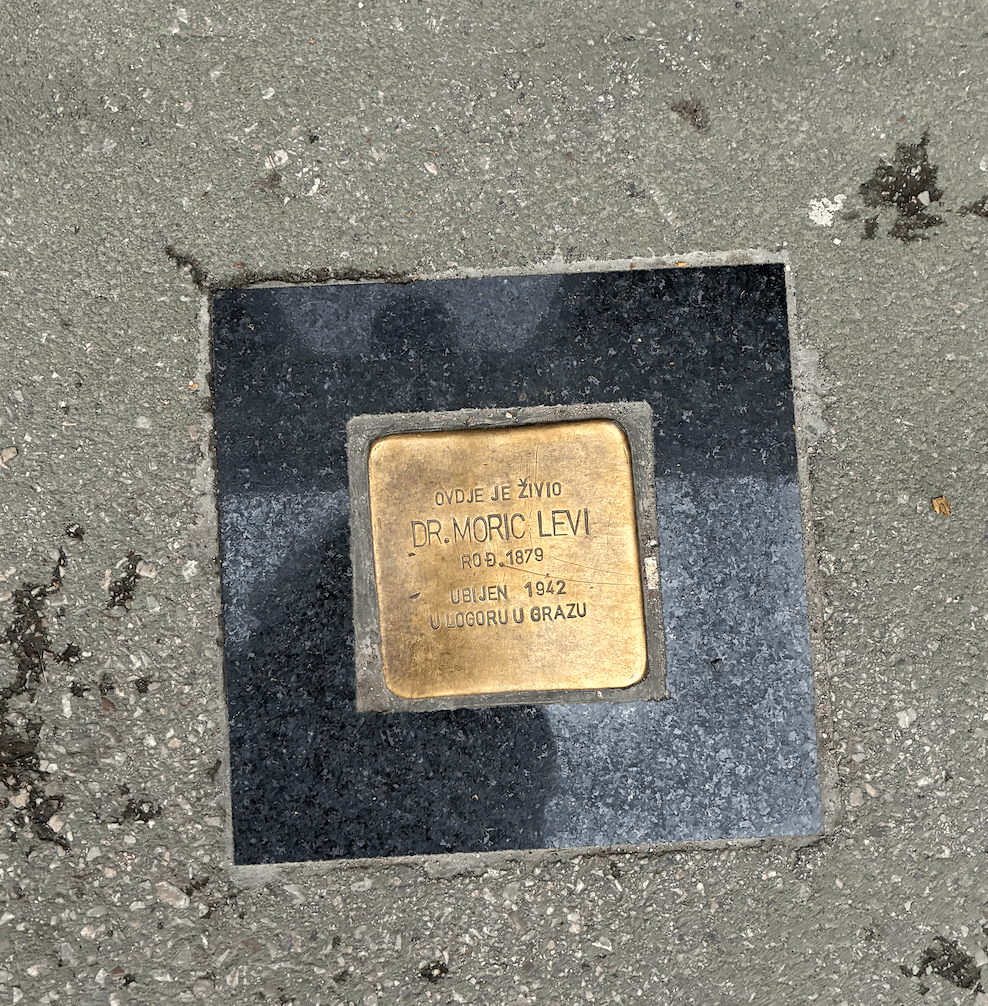 OVDJE JE ŽIVIO
DR. MORIC LEVI
ROĐ. 1879
UBIJEN 1942
U LOGORU U GRAZU